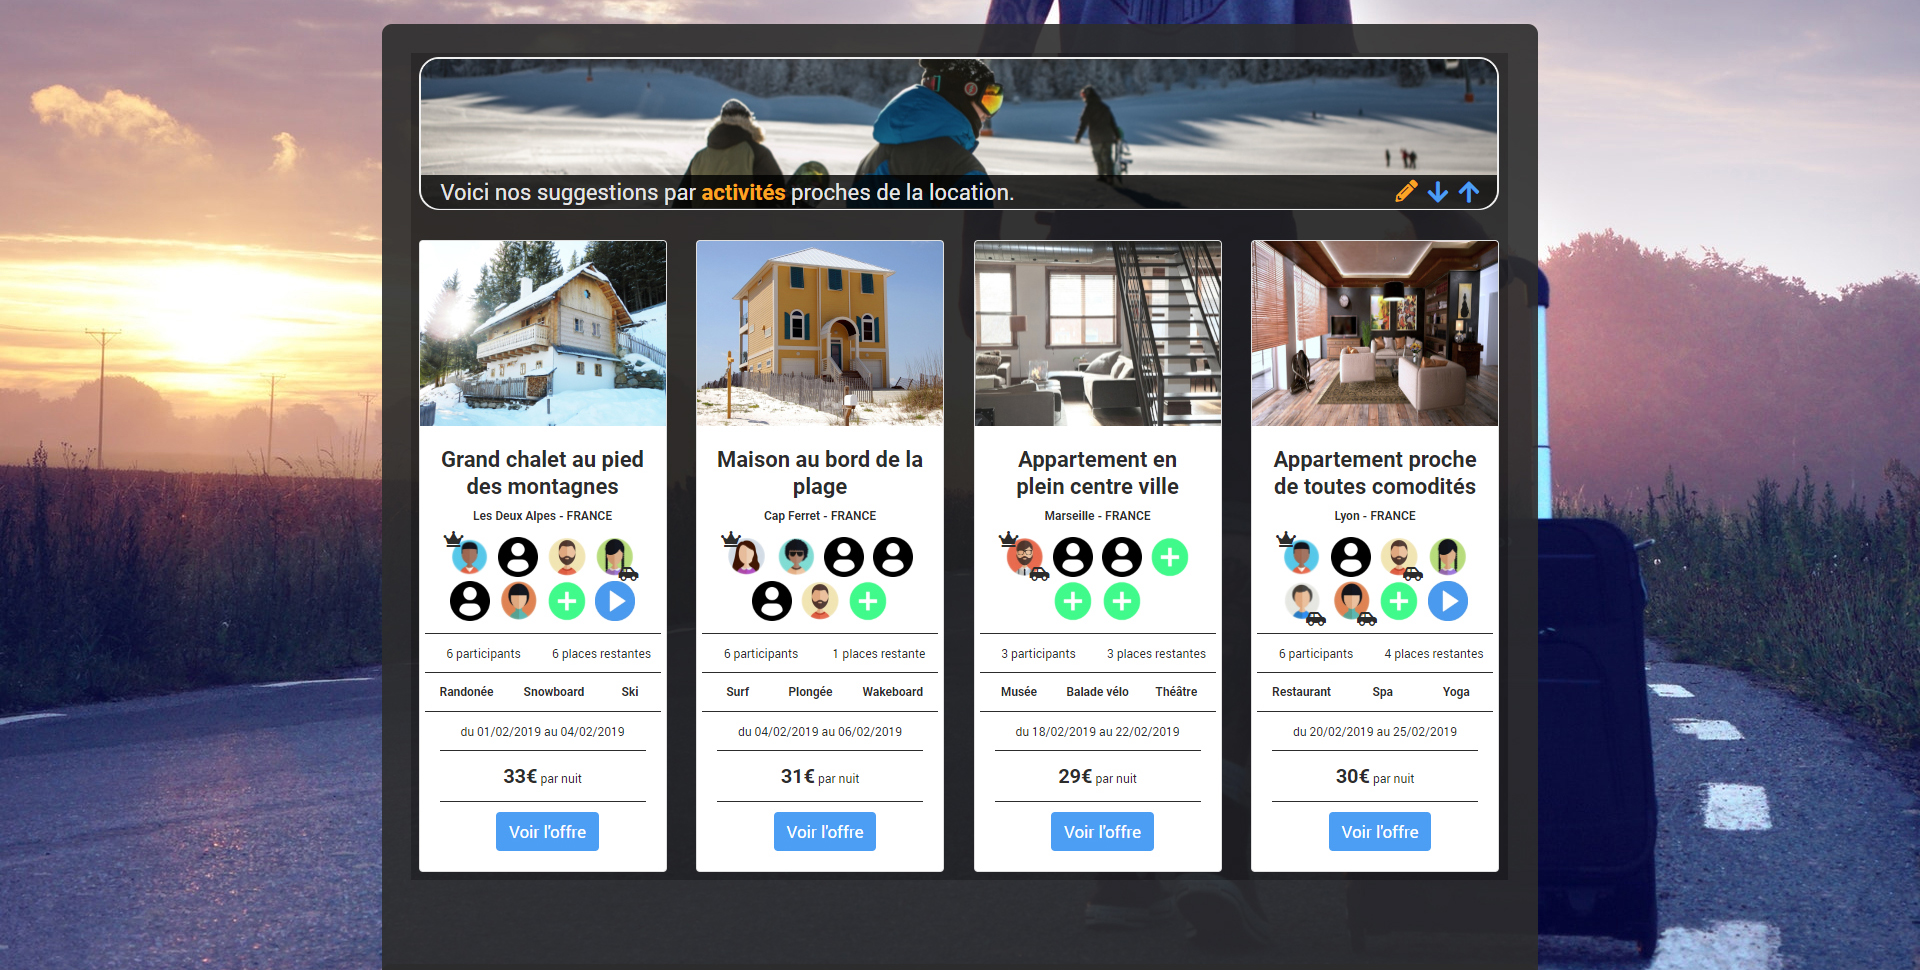 Voici nos suggestions par activités proches de la location.
Grand chalet au pied
des montagnes
Les Deux Alpes - FRANCE
6 participants 6 places restantes
Randonée Snowboard Ski
du 01/02/2019 au 04/02/2019
33€ par nuit
Voir l'offre
Maison au bord de la
plage
Cap Ferret - FRANCE
6 participants 1 places restante
Surf Plongée Wakeboard
du 04/02/2019 au 06/02/2019
31€ par nuit
Voir l'offre
Appartement en
plein centre ville
Marseille - FRANCE
3 participants 3 places restantes
Musée Balade vélo Théâtre
du 18/02/2019 au 22/02/2019
29€ par nuit
Voir l'offre
Appartement proche
de toutes comodités
Lyon - FRANCE
6 participants 4 places restantes
Restaurant Spa Yoga
du 20/02/2019 au 25/02/2019
30€ par nuit
Voir l'offre